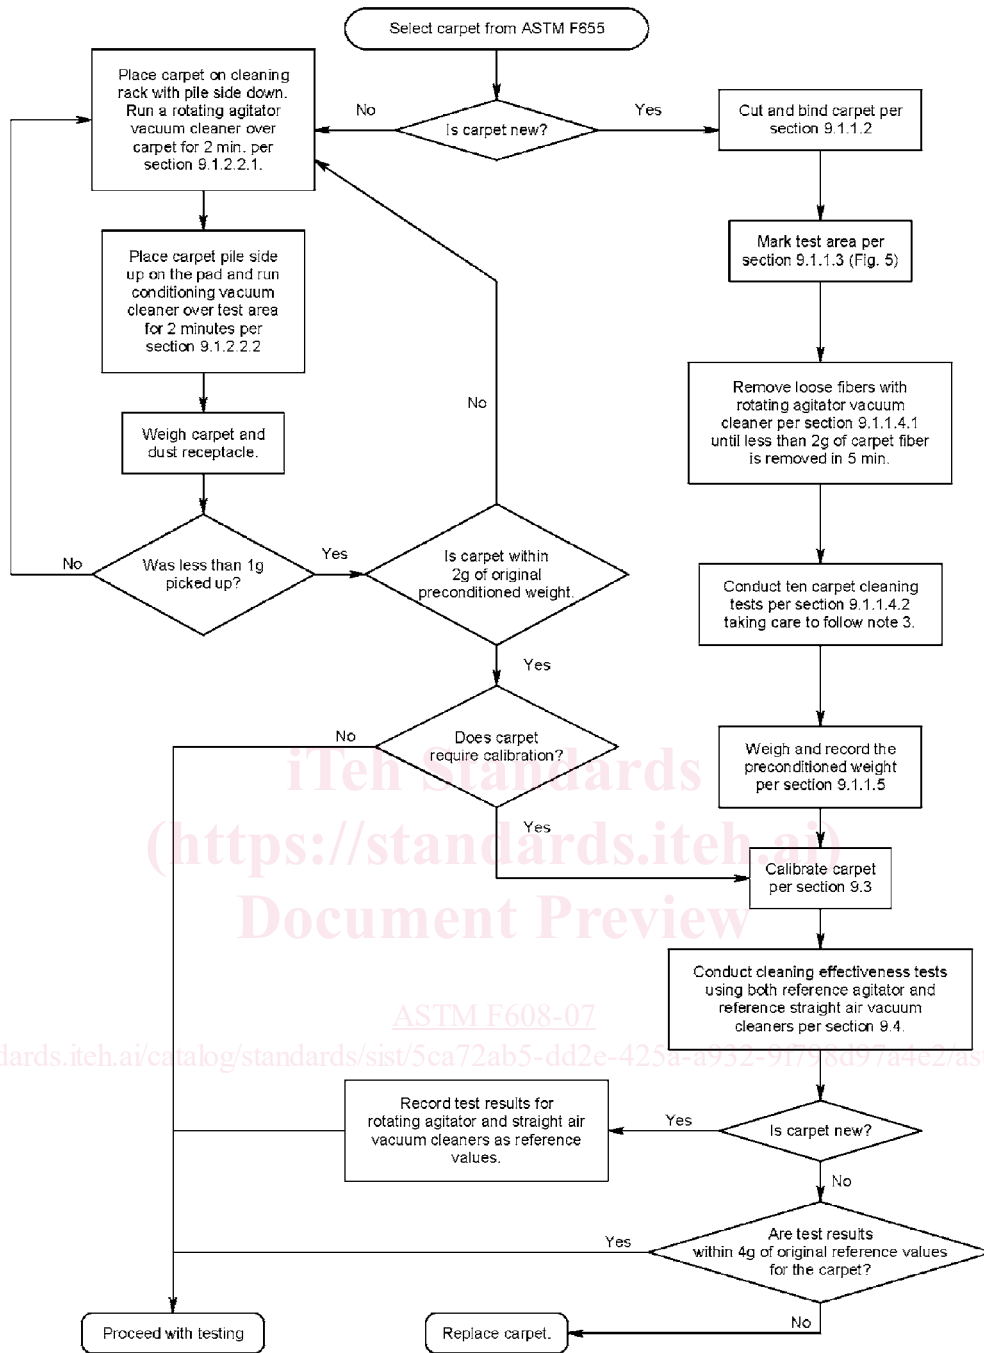 Select carpet from ASTM F655
Place carpet on cleaning
rack with pile side down.
Run a rotating agitator
vacuum cleaner over
carpet for 2 min. per
section 9.1.2.2.1.
No
Is carpet new?
Yes
Cut and bind carpet per
section 9.1.1.2
Mark test area per
section 9.1.1.3 (Fig. 5)
Place carpet pile side
up on the pad and run
conditioning vacuum
cleaner over test area
for 2 minutes per
section 9.1.2.2.2
Remove loose fibers with
rotating agitator vacuum
cleaner per section 9.1.1.4.1
until less than 2g of carpet fiber
is removed in 5 min.
No
Weigh carpet and
dust receptacle.
No
Was less than 1g
picked up?
Yes
Is carpet within
2g of original
preconditioned weight.
Conduct ten carpet cleaning
tests per section 9.1.1.4.2
taking care to follow note 3.
Yes
No
Does carpet
require calibration?
Weigh and record the
preconditioned weight
per section 9.1.1.5
Yes
iTeh Standards
(https://standards.iteh.ai)
Document Preview
Calibrate carpet
per section 9.3
Conduct cleaning effectiveness tests
using both reference agitator and
reference straight air vacuum
cleaners per section 9.4.
ASTM F608-07
dards.iteh.ai/catalog/standards/sist/5ca72ab5-dd2e-425a-a932-9f798d97a4e2/ast
Record test results for
rotating agitator and straight air
vacuum cleaners as reference
values.
Yes
Is carpet new?
No
Yes
Are test results
within 4g of original reference values
for the carpet?
No
Proceed with testing
Replace carpet.